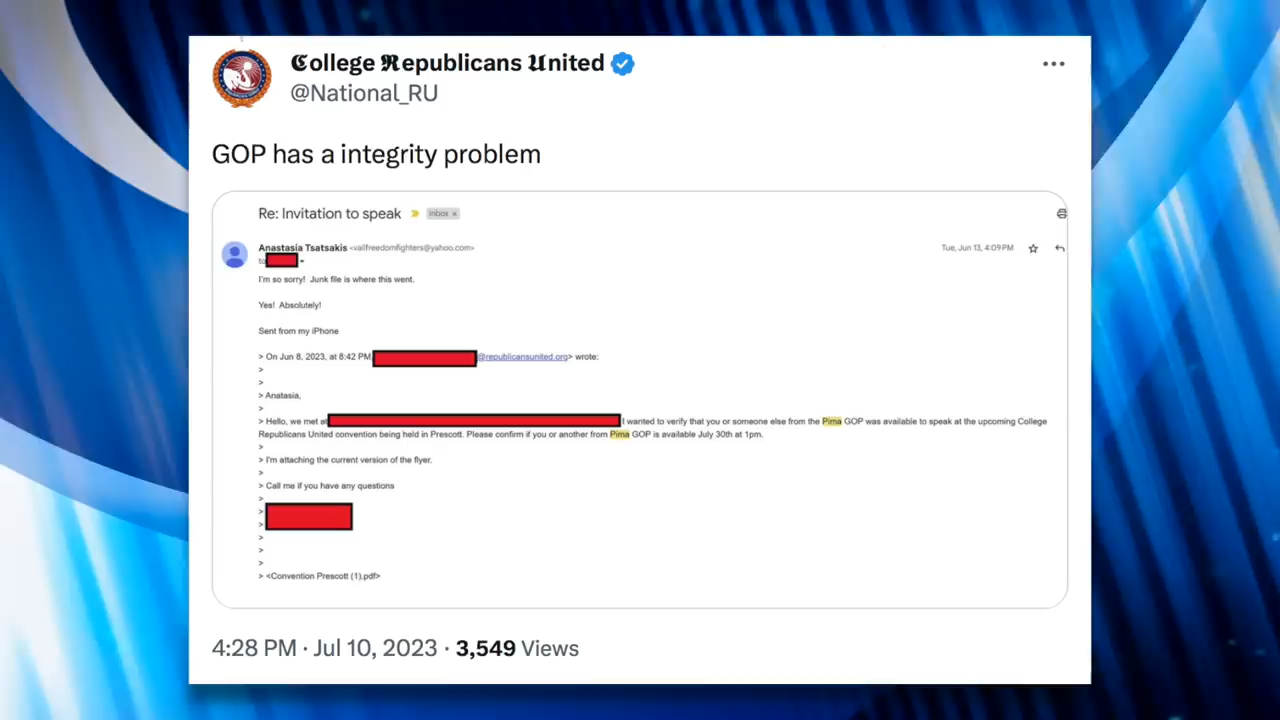 𝕮ollege 𝕽epublicans 𝖀nited
@National_RU
GOP has a integrity problem
Re: Invitation to speak Inbox x
Anastasia Tsatsakis <vailfreedomfighters@yahoo.com> Tue, Jun 13, 4:09 PM
to
I'm so sorry! Junk file is where this went.
Yes! Absolutely!
Sent from my iPhone
> On Jun 8, 2023, at 8:42 PM, @republicansunited.org> wrote:
>
>
> Anatasia,
>
> Hello, we met at I wanted to verify that you or someone else from the Pima GOP was available to speak at the upcoming College
Republicans United convention being held in Prescott. Please confirm if you or another from Pima GOP is available July 30th at 1pm.
>
> I'm attaching the current version of the flyer.
>
> Call me if you have any questions
>
>
>
>
>
>
> <Convention Prescott (1).pdf>
4:28 PM · Jul 10, 2023 · 3,549 Views